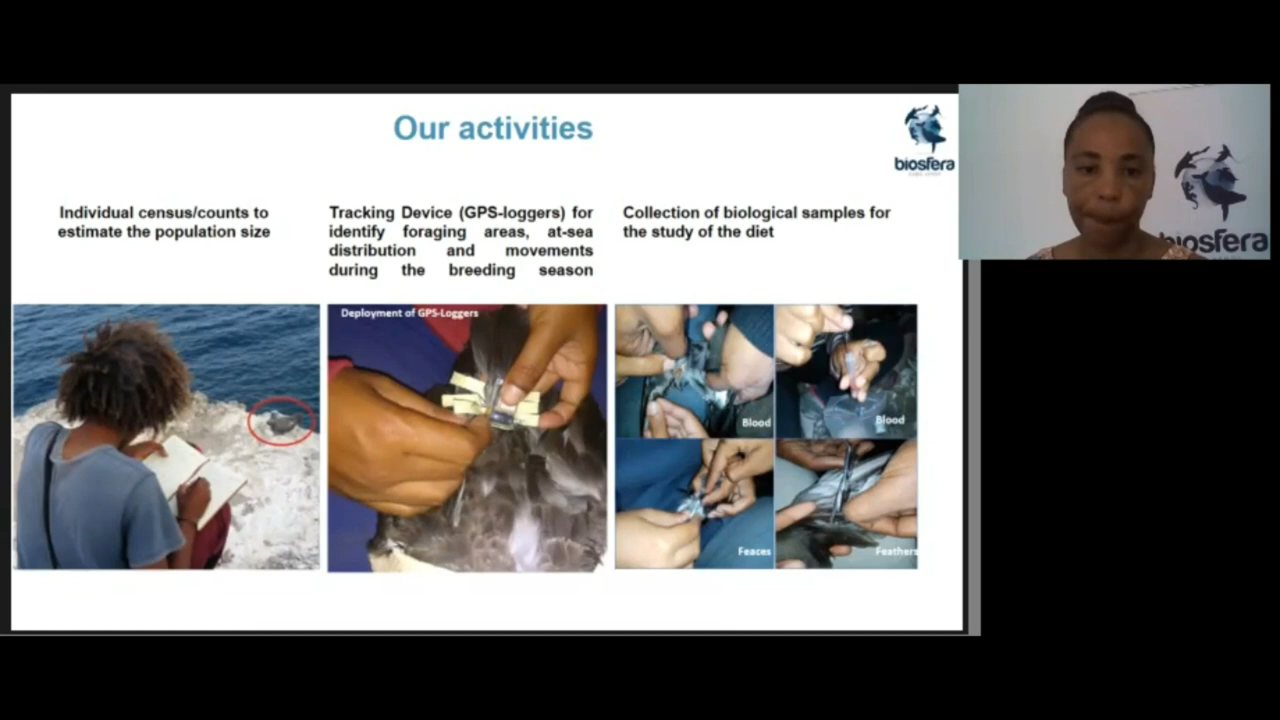 Our activities
biosfera
Individual census/counts to
estimate the population size
Tracking Device (GPS-loggers) for
identify foraging areas, at-sea
distribution and movements
during the breeding season
Collection of biological samples for
the study of the diet
Deployment of GPS-Loggers
Blood
Blood
Feaces
Feathers
biosfera